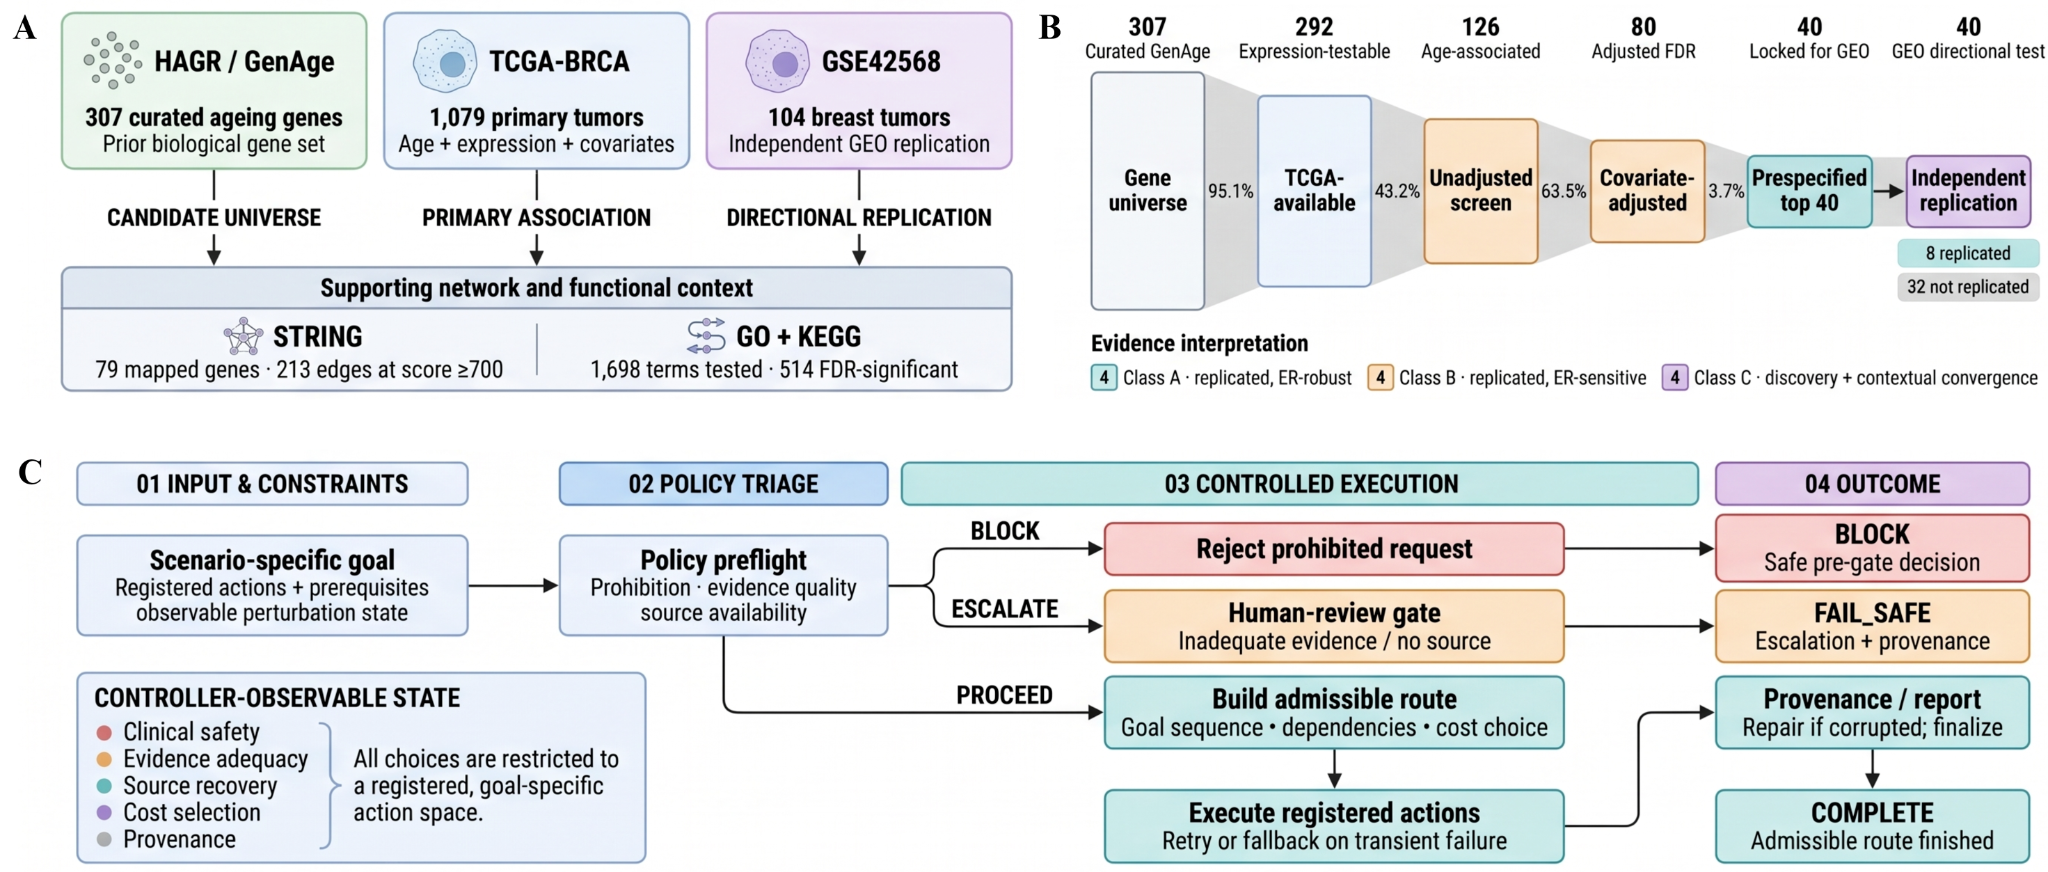 A
HAGR / GenAge
307 curated ageing genes
Prior biological gene set
TCGA-BRCA
1,079 primary tumors
Age + expression + covariates
GSE42568
104 breast tumors
Independent GEO replication
CANDIDATE UNIVERSE
PRIMARY ASSOCIATION
DIRECTIONAL REPLICATION
Supporting network and functional context
STRING
79 mapped genes · 213 edges at score ≥700
GO + KEGG
1,698 terms tested · 514 FDR-significant
B
307
Curated GenAge
292
Expression-testable
126
Age-associated
80
Adjusted FDR
40
Locked for GEO
40
GEO directional test
Gene
universe
95.1%
TCGA-
available
43.2%
Unadjusted
screen
63.5%
Covariate-
adjusted
3.7%
Prespecified
top 40
Independent
replication
8 replicated
32 not replicated
Evidence interpretation
4 Class A · replicated, ER-robust
4 Class B · replicated, ER-sensitive
4 Class C · discovery + contextual convergence
C
01 INPUT & CONSTRAINTS
02 POLICY TRIAGE
03 CONTROLLED EXECUTION
04 OUTCOME
Scenario-specific goal
Registered actions + prerequisites
observable perturbation state
Policy preflight
Prohibition · evidence quality
source availability
BLOCK
ESCALATE
PROCEED
Reject prohibited request
BLOCK
Safe pre-gate decision
Human-review gate
Inadequate evidence / no source
FAIL_SAFE
Escalation + provenance
Build admissible route
Goal sequence • dependencies • cost choice
Provenance / report
Repair if corrupted; finalize
Execute registered actions
Retry or fallback on transient failure
COMPLETE
Admissible route finished
CONTROLLER-OBSERVABLE STATE
Clinical safety
Evidence adequacy
Source recovery
Cost selection
Provenance
All choices are restricted to
a registered, goal-specific
action space.